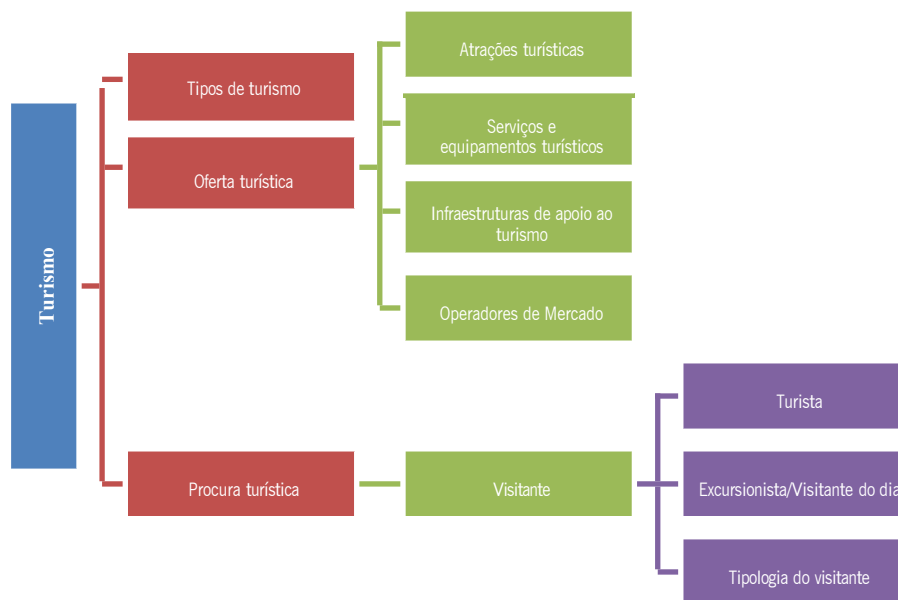 Turismo
Tipos de turismo
Oferta turística
Atrações turísticas
Serviços e
equipamentos turísticos
Infraestruturas de apoio ao
turismo
Operadores de Mercado
Procura turística
Visitante
Turista
Excursionista/Visitante do dia
Tipologia do visitante